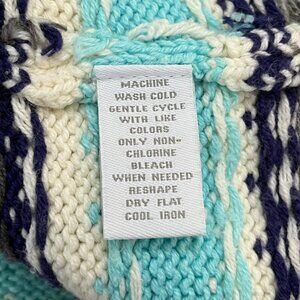 MACHINE
WASH COLD
GENTLE CYCLE
WITH LIKE
COLORS
ONLY NON-
CHLORINE
BLEACH
WHEN NEEDED
RESHAPE
DRY FLAT
COOL IRON